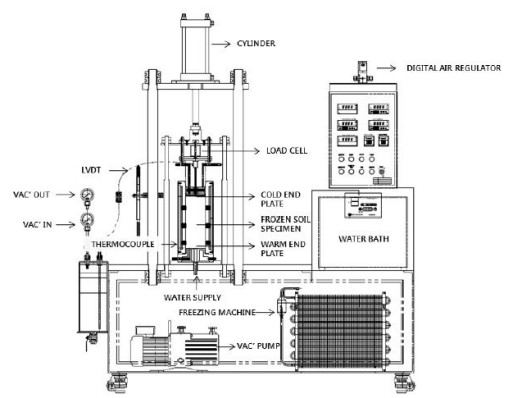 CYLINDER
DIGITAL AIR REGULATOR
LOAD CELL
LVDT
VAC' OUT
COLD END
PLATE
VAC' IN
FROZEN SOIL
SPECIMEN
WATER BATH
THERMOCOUPLE
WARM END
PLATE
WATER SUPPLY
FREEZING MACHINE
VAC' PUMP